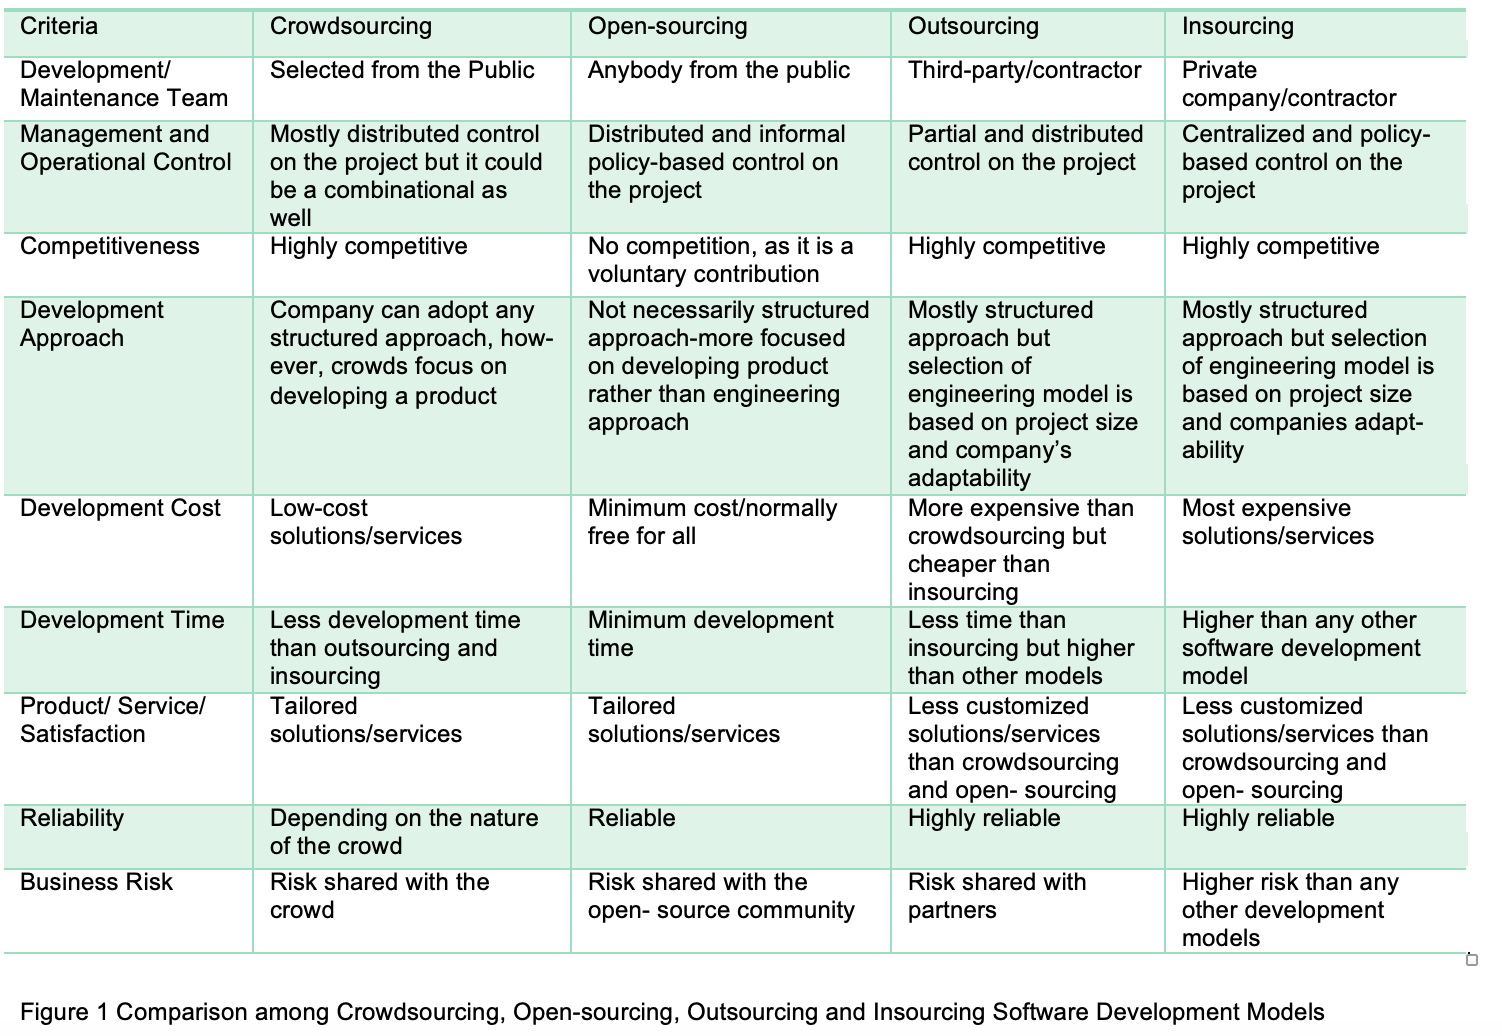 Criteria
Crowdsourcing
Open-sourcing
Outsourcing
Insourcing
Development/
Maintenance Team
Selected from the Public
Anybody from the public
Third-party/contractor
Private
company/contractor
Management and
Operational Control
Mostly distributed control
on the project but it could
be a combinational as
well
Distributed and informal
policy-based control on
the project
Partial and distributed
control on the project
Centralized and policy-
based control on the
project
Competitiveness
Highly competitive
No competition, as it is a
voluntary contribution
Highly competitive
Highly competitive
Development
Approach
Company can adopt any
structured approach, how-
ever, crowds focus on
developing a product
Not necessarily structured
approach-more focused
on developing product
rather than engineering
approach
Mostly structured
approach but
selection of
engineering model is
based on project size
and company’s
adaptability
Mostly structured
approach but selection
of engineering model is
based on project size
and companies adapt-
ability
Development Cost
Low-cost
solutions/services
Minimum cost/normally
free for all
More expensive than
crowdsourcing but
cheaper than
insourcing
Most expensive
solutions/services
Development Time
Less development time
than outsourcing and
insourcing
Minimum development
time
Less time than
insourcing but higher
than other models
Higher than any other
software development
model
Product/ Service/
Satisfaction
Tailored
solutions/services
Tailored
solutions/services
Less customized
solutions/services
than crowdsourcing
and open- sourcing
Less customized
solutions/services than
crowdsourcing and
open- sourcing
Reliability
Depending on the nature
of the crowd
Reliable
Highly reliable
Highly reliable
Business Risk
Risk shared with the
crowd
Risk shared with the
open- source community
Risk shared with
partners
Higher risk than any
other development
models
Figure 1 Comparison among Crowdsourcing, Open-sourcing, Outsourcing and Insourcing Software Development Models